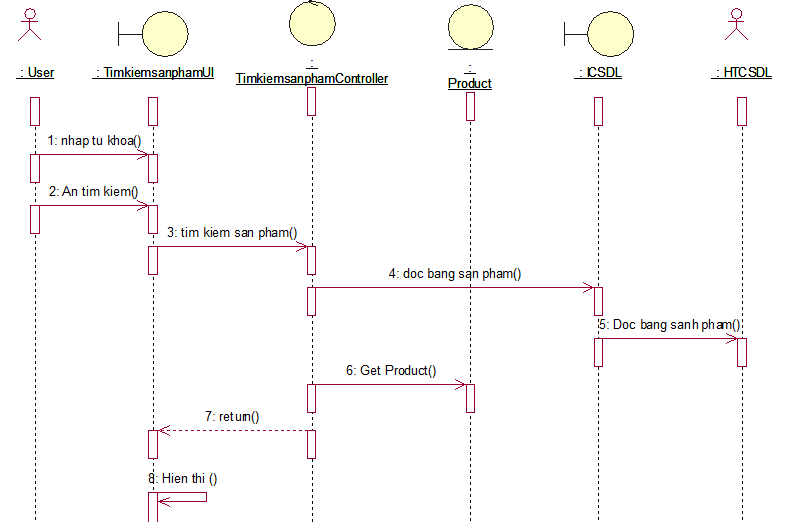 : User
: TimkiemsanphamUI
:
TimkiemsanphamController
:
Product
: ICSDL
: HTCSDL
1: nhap tu khoa()
2: An tim kiem()
3: tim kiem san pham()
4: doc bang san pham()
5: Doc bang sanh pham()
6: Get Product()
7: return()
8: Hien thi ()